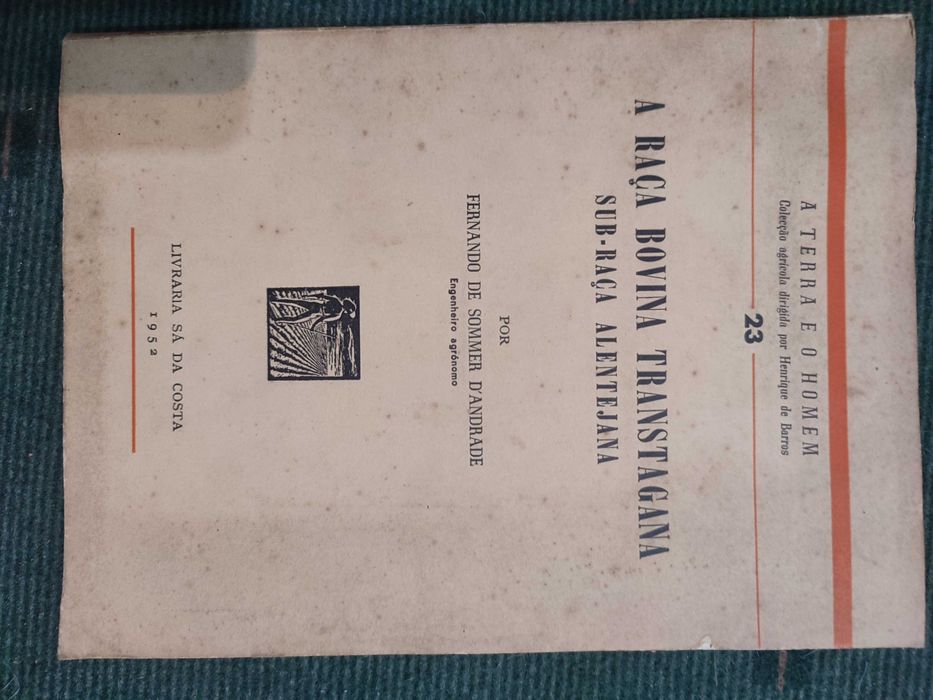 A TERRA E O HOMEM
Colecção agrícola dirigida por Henrique de Barros
23
A RAÇA BOVINA TRANSTAGANA
SUB-RAÇA ALENTEJANA
POR
FERNANDO DE SOMMER D'ANDRADE
Engenheiro agrónomo
LIVRARIA SÁ DA COSTA
1952